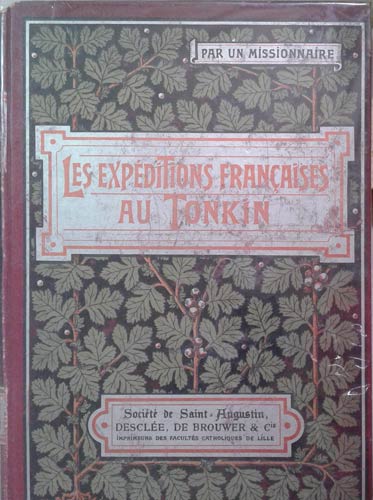 PAR UN MISSIONNAIRE
LES EXPÉDITIONS FRANÇAISES
AU TONKIN
Société de Saint-Augustin,
DESCLÉE, DE BROUWER & Cie
IMPRIMEURS DES FACULTÉS CATHOLIQUES DE LILLE